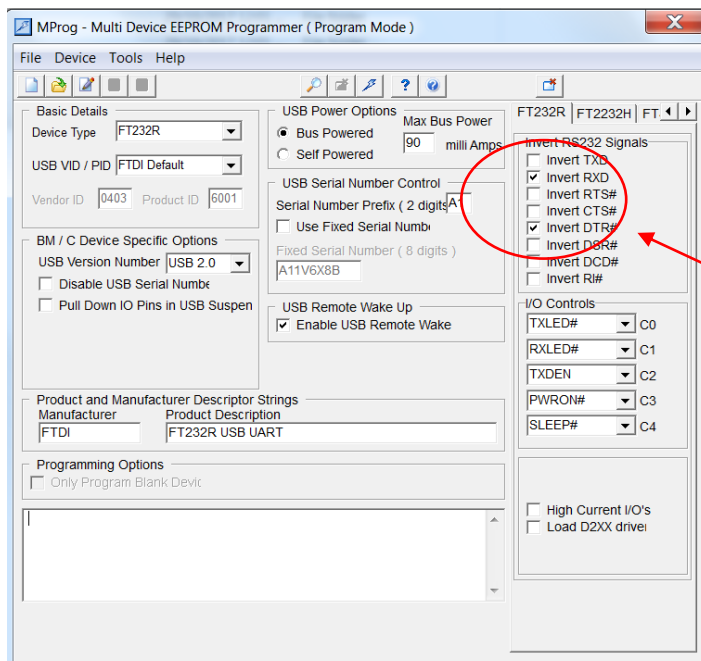 MProg - Multi Device EEPROM Programmer ( Program Mode )
File Device Tools Help
Basic Details
Device Type FT232R
USB VID / PID FTDI Default
Vendor ID 0403 Product ID 6001
BM / C Device Specific Options
USB Version Number USB 2.0
Disable USB Serial Numbe
Pull Down IO Pins in USB Suspen
USB Power Options
Bus Powered
Self Powered
Max Bus Power
90 milli Amps
USB Serial Number Control
Serial Number Prefix ( 2 digits A1
Use Fixed Serial Numbe
Fixed Serial Number ( 8 digits )
A11V6X8B
USB Remote Wake Up
Enable USB Remote Wake
Product and Manufacturer Descriptor Strings
Manufacturer Product Description
FTDI FT232R USB UART
Programming Options
Only Program Blank Devic
FT232R FT2232H FT
Invert RS232 Signals
Invert TXD
Invert RXD
Invert RTS#
Invert CTS#
Invert DTR#
Invert DSR#
Invert DCD#
Invert RI#
I/O Controls
TXLED# C0
RXLED# C1
TXDEN C2
PWRON# C3
SLEEP# C4
High Current I/O's
Load D2XX driver